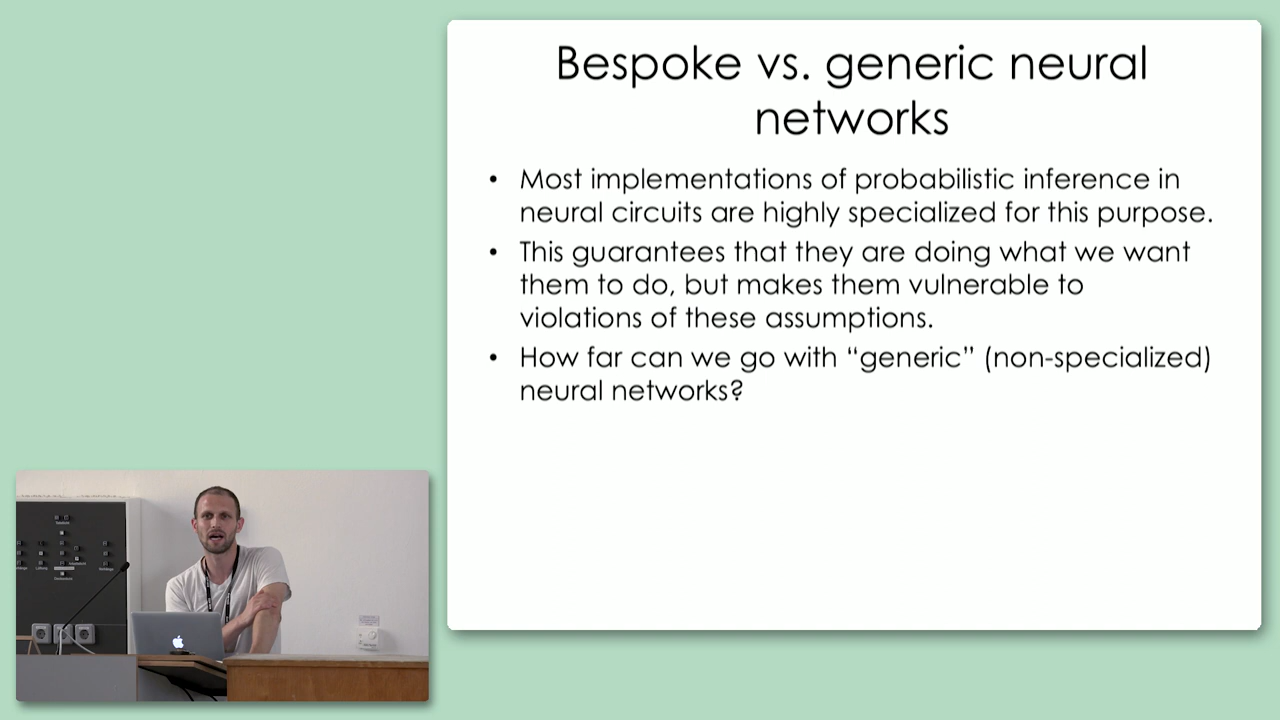 Bespoke vs. generic neural
networks
• Most implementations of probabilistic inference in
neural circuits are highly specialized for this purpose.
• This guarantees that they are doing what we want
them to do, but makes them vulnerable to
violations of these assumptions.
• How far can we go with “generic” (non-specialized)
neural networks?